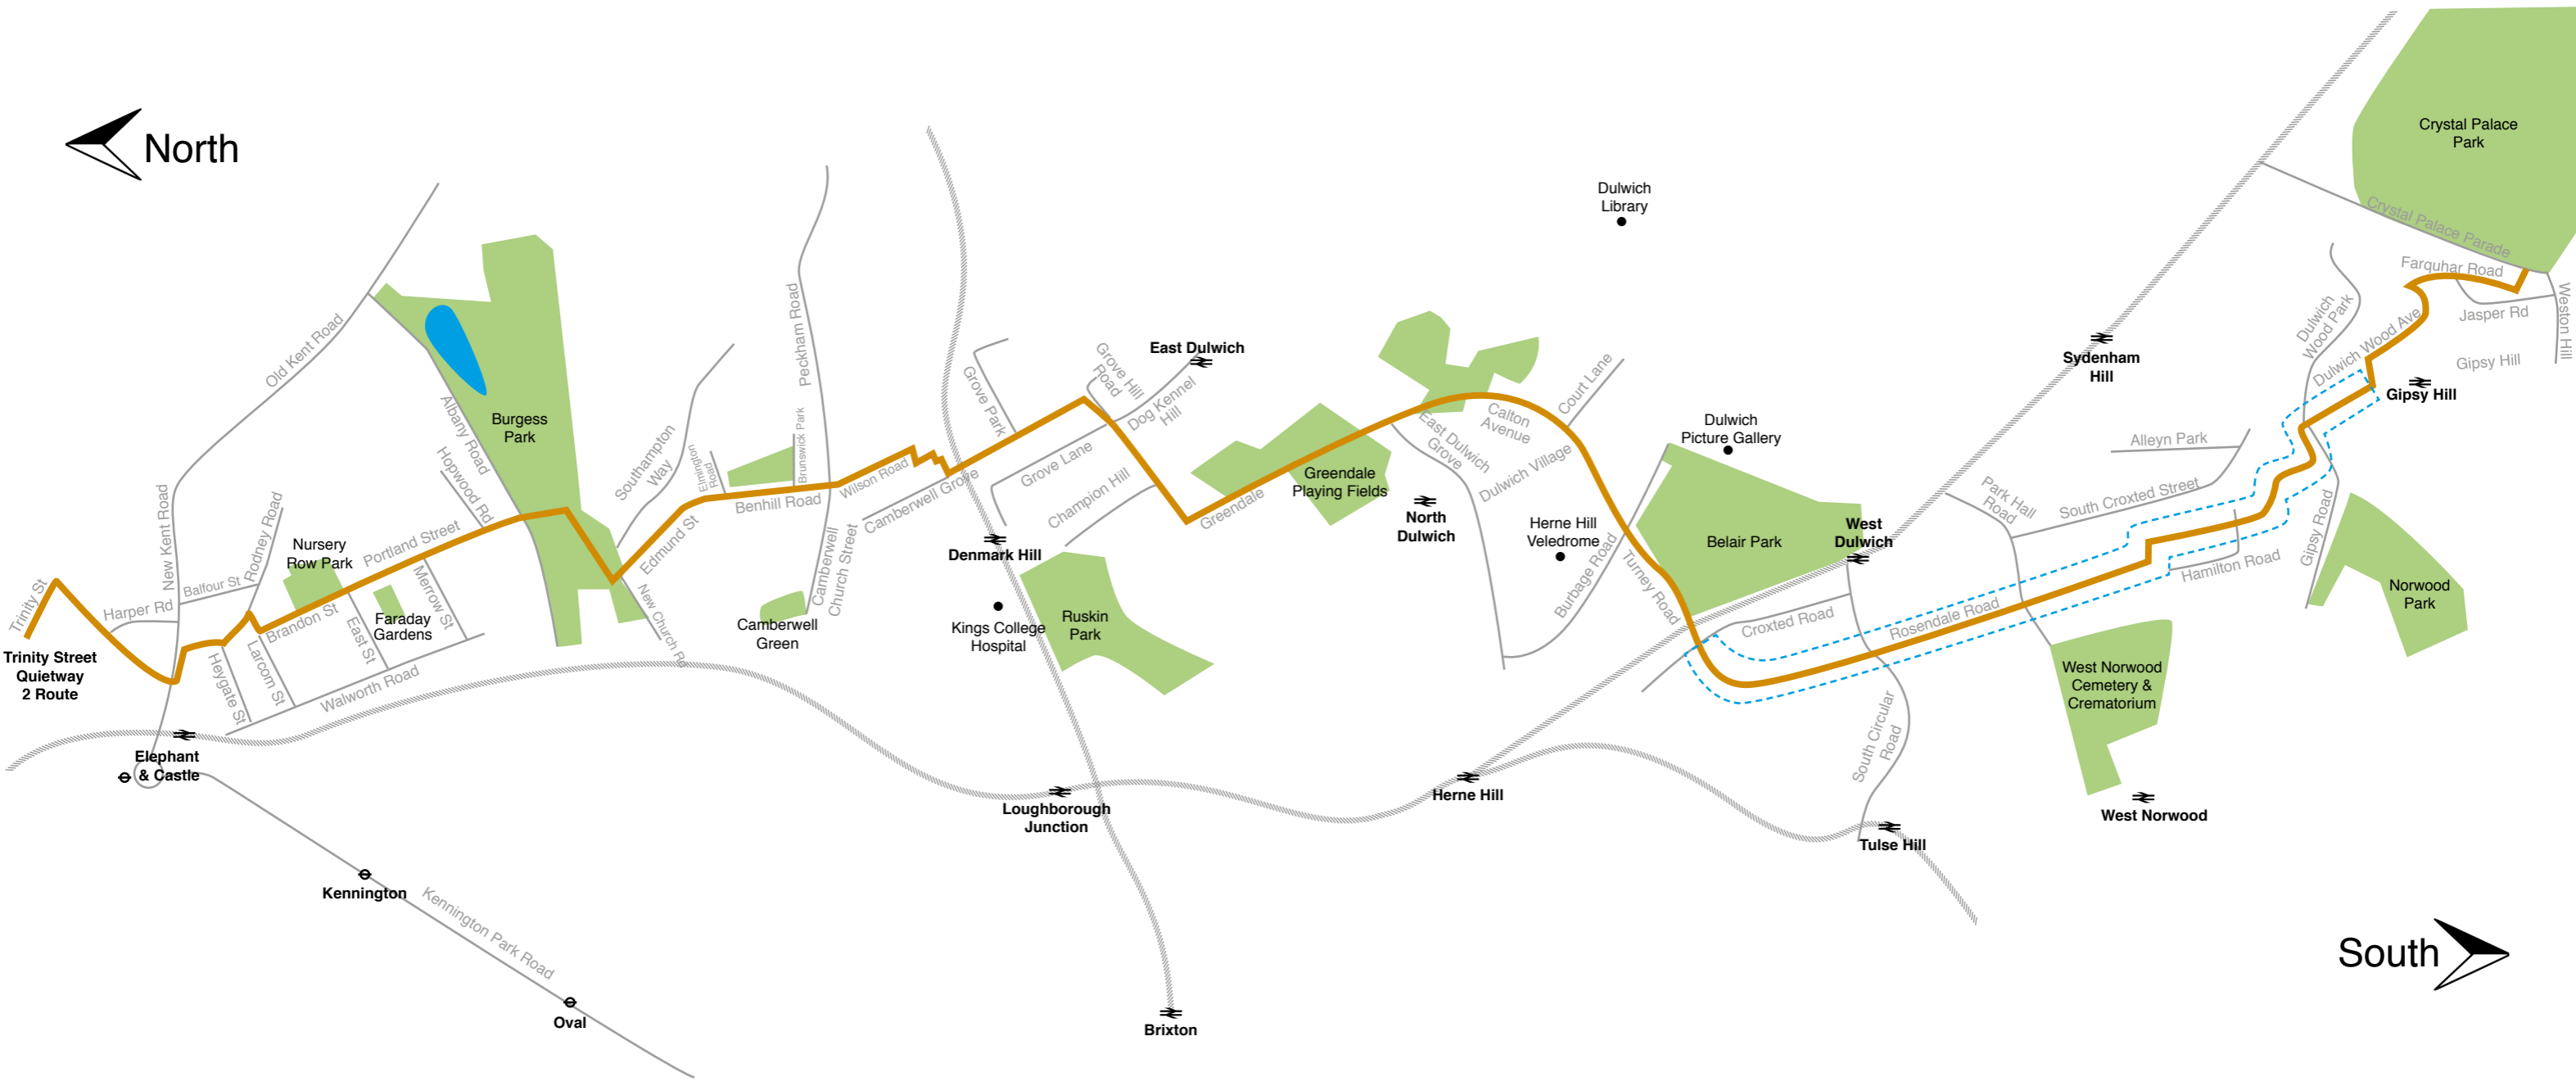 North
Old Kent Road
New Kent Road
Rodney Road
Balfour St
Harper Rd
Trinity St
Trinity Street
Quietway
2 Route
Nursery
Row Park
Portland Street
Brandon St
Faraday
Gardens
Merrow St
East St
Larcom St
Heygate St
Walworth Road
Elephant
& Castle
Kennington
Kennington Park Road
Oval
Albany Road
Hopwood Rd
Burgess
Park
Southampton
Way
Edmund St
New Church Rd
Elmington
Road
Benhill Road
Brunswick Park
Peckham Road
Wilson Road
Camberwell Grove
Camberwell
Church Street
Camberwell
Green
Grove Park
Grove Lane
Grove Hill
Road
Dog Kennel
Hill
East Dulwich
Champion Hill
Denmark Hill
Kings College
Hospital
Ruskin
Park
Loughborough
Junction
Brixton
Greendale
Greendale
Playing Fields
North
Dulwich
East Dulwich
Grove
Calton
Avenue
Dulwich Village
Court Lane
Dulwich
Library
Herne Hill
Veledrome
Burbage Road
Turney Road
Dulwich
Picture Gallery
Belair Park
West
Dulwich
Herne Hill
Croxted Road
Rosendale Road
South Circular
Road
Tulse Hill
Sydenham
Hill
Park Hall
Road
South Croxted Street
Alleyn Park
Hamilton Road
Gipsy Road
West Norwood
Cemetery &
Crematorium
West Norwood
Norwood
Park
Dulwich
Wood Park
Dulwich Wood Ave
Gipsy Hill
Gipsy Hill
Jasper Rd
Farquhar Road
Crystal Palace Parade
Weston Hill
Crystal Palace
Park
South